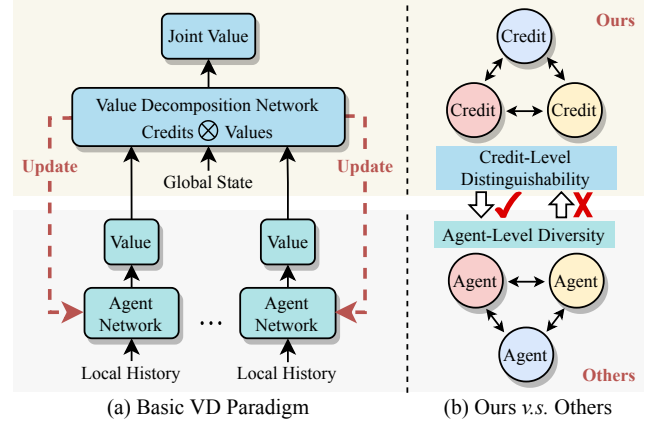 Joint Value
Value Decomposition Network
Credits ⊗ Values
Update
Update
Global State
Value
Value
Agent
Network
...
Agent
Network
Local History
Local History
(a) Basic VD Paradigm
Ours
Credit
Credit
Credit
Credit-Level
Distinguishability
✓
X
Agent-Level Diversity
Agent
Agent
Agent
Others
(b) Ours v.s. Others